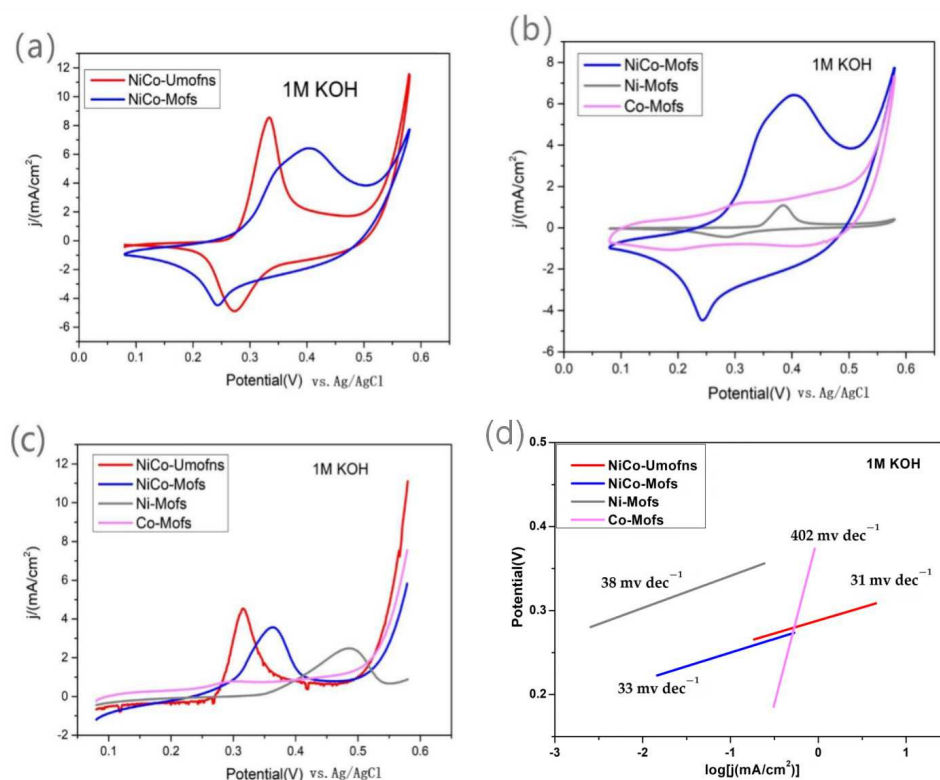 (a)
NiCo-Umofns
NiCo-Mofs
1M KOH
j/(mA/cm²)
12
10
8
6
4
2
0
-2
-4
-6
0.0 0.1 0.2 0.3 0.4 0.5 0.6
Potential(V) vs.Ag/AgCl
(b)
NiCo-Mofs
Ni-Mofs
Co-Mofs
1M KOH
j/(mA/cm²)
8
6
4
2
0
-2
-4
-6
0.0 0.1 0.2 0.3 0.4 0.5 0.6
Potential(V) vs.Ag/AgCl
(c)
NiCo-Umofns
NiCo-Mofs
Ni-Mofs
Co-Mofs
1M KOH
j/(mA/cm²)
12
10
8
6
4
2
0
-2
0.1 0.2 0.3 0.4 0.5 0.6
Potential(V) vs.Ag/AgCl
(d)
NiCo-Umofns
NiCo-Mofs
Ni-Mofs
Co-Mofs
1M KOH
402 mv dec⁻¹
38 mv dec⁻¹
31 mv dec⁻¹
33 mv dec⁻¹
Potential(V)
0.5
0.4
0.3
0.2
-3 -2 -1 0 1
log[j(mA/cm²)]